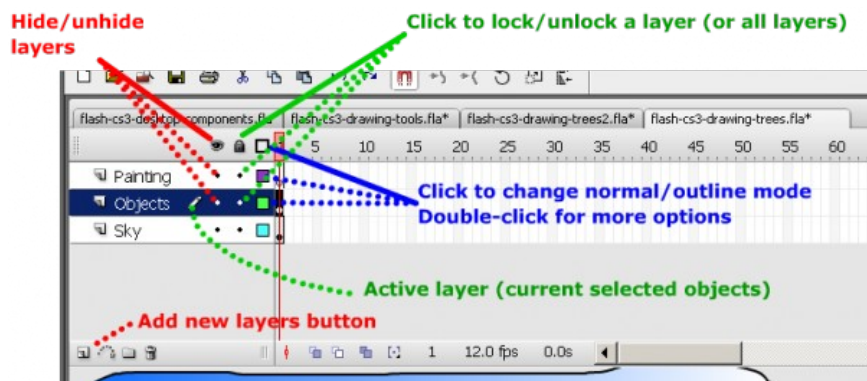 Hide/unhide
layers
Click to lock/unlock a layer (or all layers)
flash-cs3-desktop-components.fla flash-cs3-drawing-tools.fla* flash-cs3-drawing-trees2.fla* flash-cs3-drawing-trees.fla*
5 10 15 20 25 30 35 40 45 50 55 60
Painting
Objects
Sky
Click to change normal/outline mode
Double-click for more options
Active layer (current selected objects)
Add new layers button
1 12.0 fps 0.0s